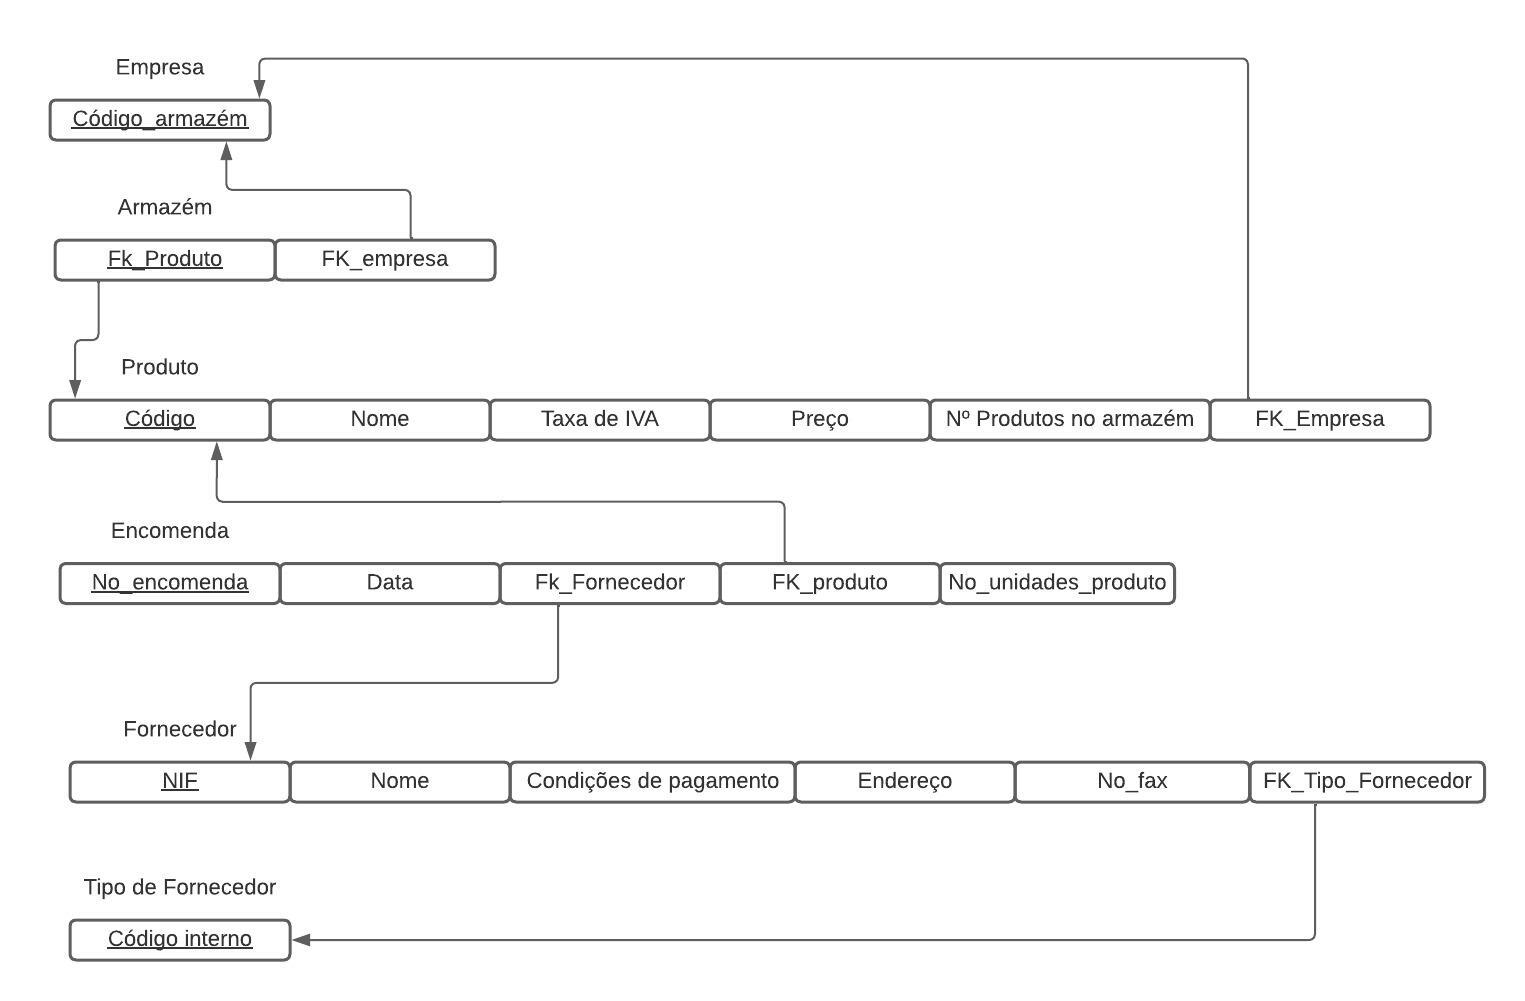 Empresa
Código_armazém
Armazém
Fk_Produto FK_empresa
Produto
Código Nome Taxa de IVA Preço Nº Produtos no armazém FK_Empresa
Encomenda
No_encomenda Data Fk_Fornecedor FK_produto No_unidades_produto
Fornecedor
NIF Nome Condições de pagamento Endereço No_fax FK_Tipo_Fornecedor
Tipo de Fornecedor
Código interno